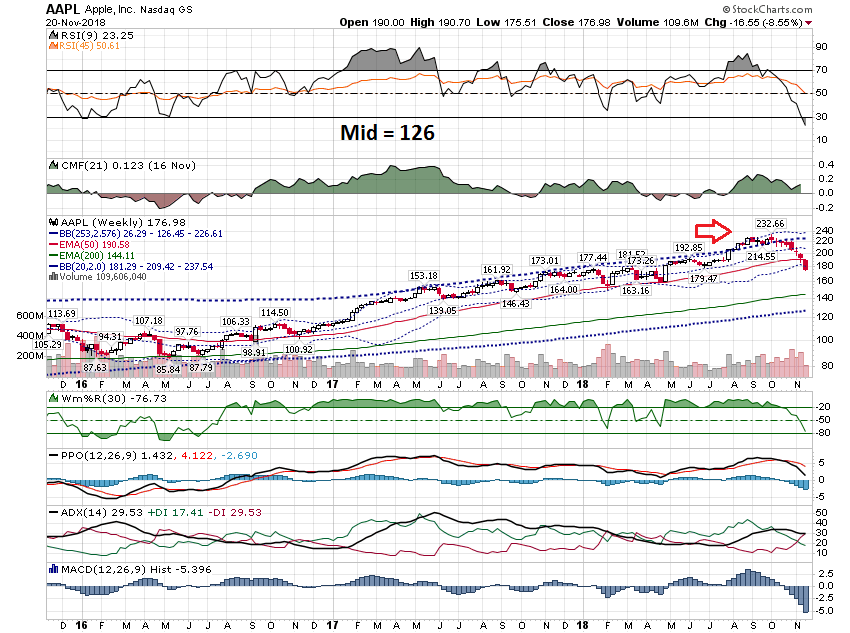 AAPL Apple, Inc. Nasdaq GS
© StockCharts.com
20-Nov-2018
Open 190.00 High 190.70 Low 175.51 Close 176.98 Volume 109.6M Chg -16.55 (-8.55%)
RSI(9) 23.25
RSI(45) 50.61
90
70
50
30
10
Mid = 126
CMF(21) 0.123 (16 Nov)
0.4
0.2
0.0
-0.2
AAPL (Weekly) 176.98
BB(253,2.576) 26.29 - 126.45 - 226.61
EMA(50) 190.58
EMA(200) 144.11
BB(20,2.0) 181.29 - 209.42 - 237.54
Volume 109,606,040
232.66
214.55
192.85
181.52
179.47
177.44
173.26
173.01
164.00
163.16
161.92
153.18
146.43
139.05
114.50
113.69
107.18
106.33
105.29
100.92
98.91
97.76
94.31
87.79
87.63
85.84
240
220
200
180
160
140
120
100
80
600M
400M
200M
D 16 F M A M J J A S O N D 17 F M A M J J A S O N D 18 F M A M J J A S O N
Wm%R(30) -76.73
-20
-50
-80
PPO(12,26,9) 1.432, 4.122, -2.690
5
0
-5
ADX(14) 29.53 +DI 17.41 -DI 29.53
50
40
30
20
10
MACD(12,26,9) Hist -5.396
2.5
0.0
-2.5
-5.0
D 16 F M A M J J A S O N D 17 F M A M J J A S O N D 18 F M A M J J A S O N